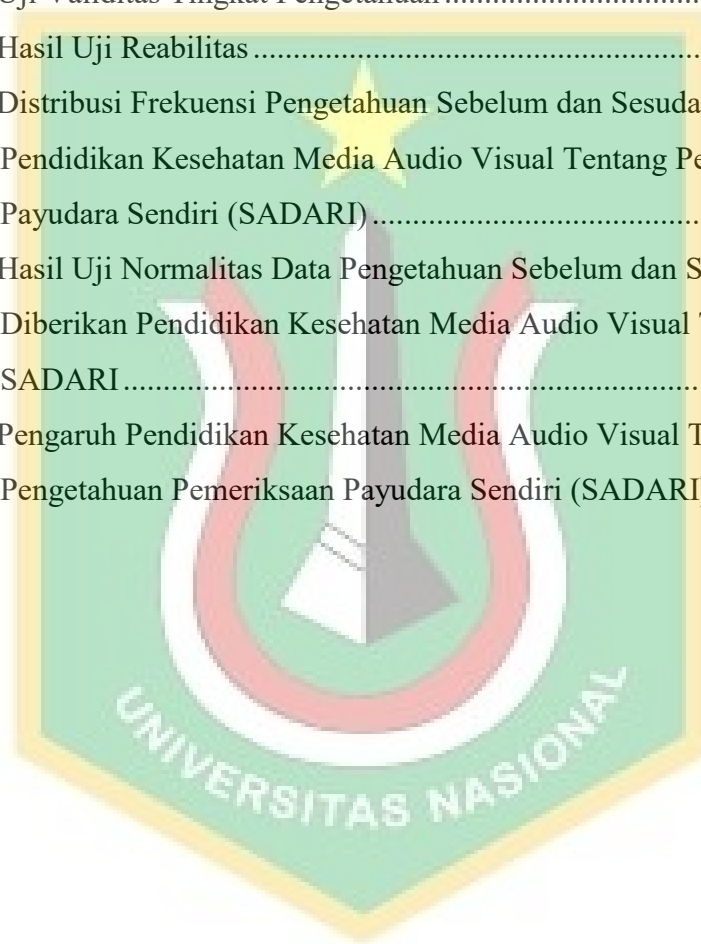 Tingkat Pengetahuan........................
Hasil Uji Reabilitas........................................................
Distribusi Frekuensi Pengetahuan Sebelum dan
Pendidikan Kesehatan Media Audio Visual Tentang
Payudara Sendiri (SADARI).........................................
Hasil Uji Normalitas Data Pengetahuan Sebelum dan
Diberikan Pendidikan Kesehatan Media Audio Visual
SADARI.........................................................................
Pengaruh Pendidikan Kesehatan Media Audio Visual
Pengetahuan Pemeriksaan Payudara Sendiri (SADARI)
UNIVERSITAS NASIONAL